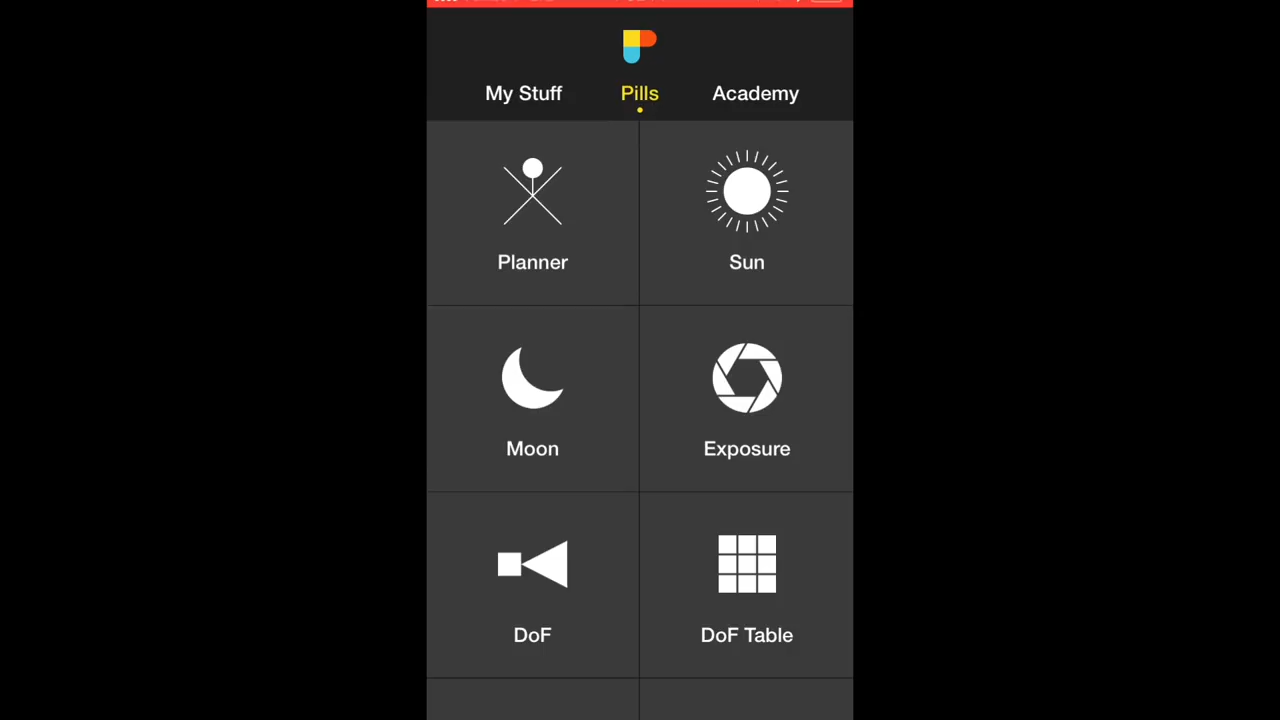 My Stuff Pills Academy
Planner Sun
Moon Exposure
DoF DoF Table